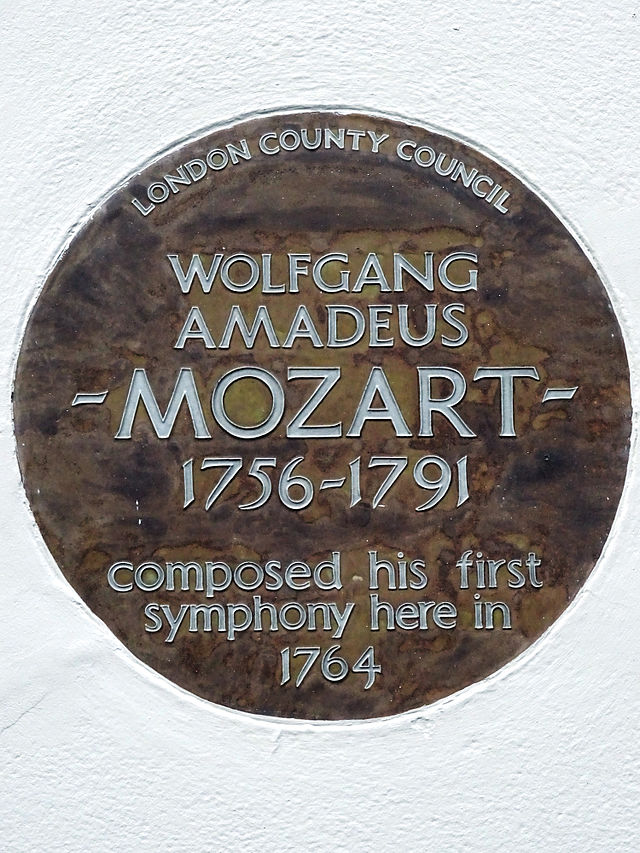 LONDON COUNTY COUNCIL
WOLFGANG
AMADEUS
-MOZART-
1756-1791
composed his first
symphony here in
1764